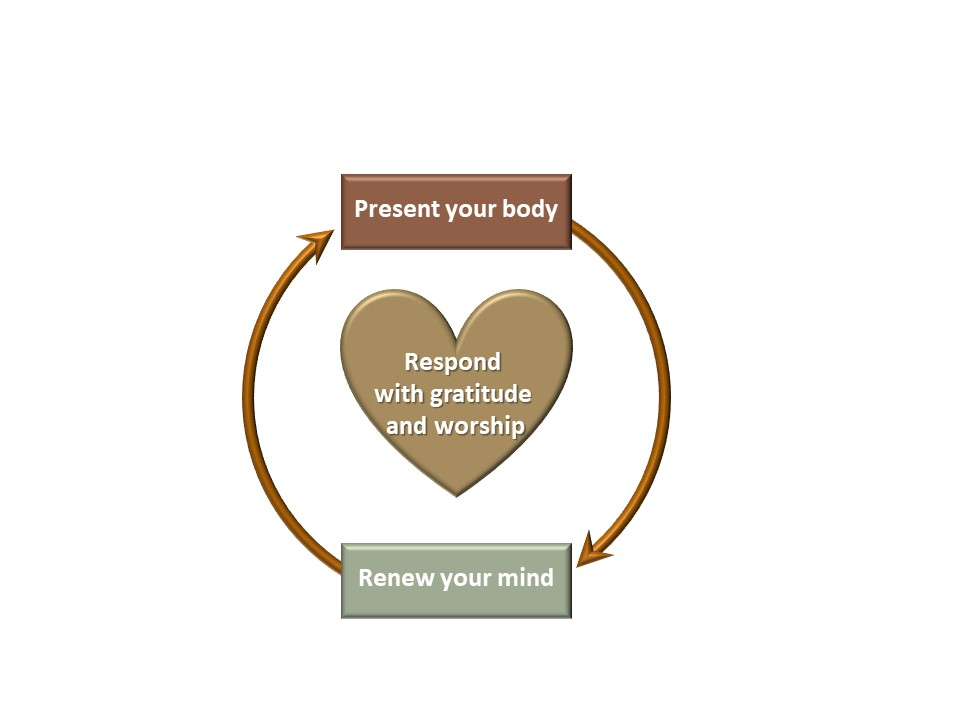 Present your body
Respond
with gratitude
and worship
Renew your mind